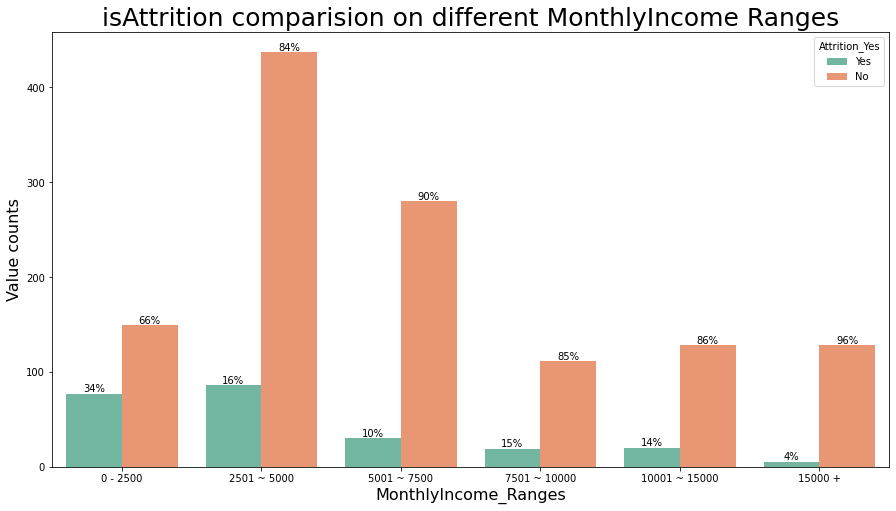 isAttrition comparision on different MonthlyIncome Ranges
Attrition_Yes
Yes
No
Value counts
400
300
200
100
0
34%
66%
16%
84%
10%
90%
15%
85%
14%
86%
4%
96%
0 - 2500
2501 ~ 5000
5001 ~ 7500
7501 ~ 10000
10001 ~ 15000
15000 +
MonthlyIncome_Ranges